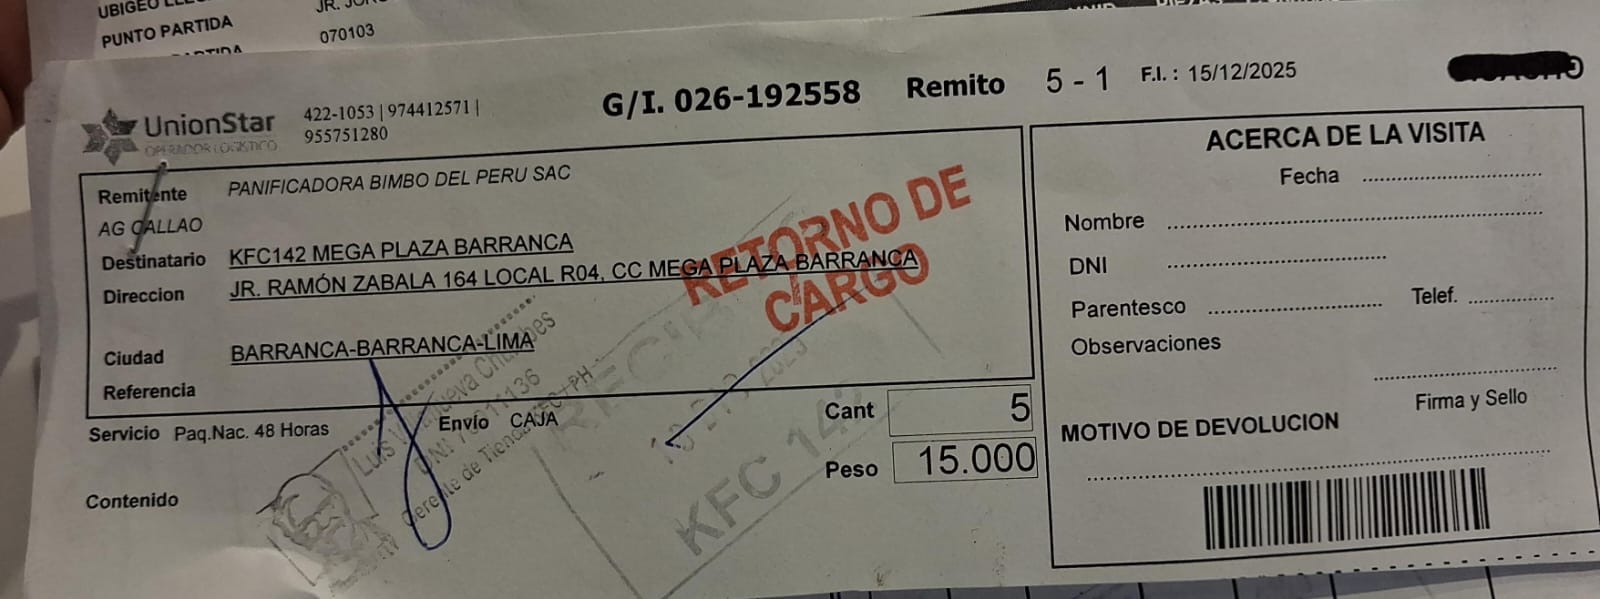 PUNTO PARTIDA
070103
UnionStar
OPERADOR LOGISTICO
422-1053 | 974412571 |
955751280
G/I. 026-192558 Remito 5 - 1 F.I. : 15/12/2025
Remitente PANIFICADORA BIMBO DEL PERU SAC
AG CALLAO
Destinatario KFC142 MEGA PLAZA BARRANCA
Direccion JR. RAMÓN ZABALA 164 LOCAL R04, CC MEGA PLAZA BARRANCA
Ciudad BARRANCA-BARRANCA-LIMA
Referencia
RETORNO DE
CARGO
Servicio Paq.Nac. 48 Horas Envío CAJA
Cant 5
Peso 15.000
Contenido
KFC 142
ACERCA DE LA VISITA
Fecha
Nombre
DNI
Parentesco Telef.
Observaciones
Firma y Sello
MOTIVO DE DEVOLUCION